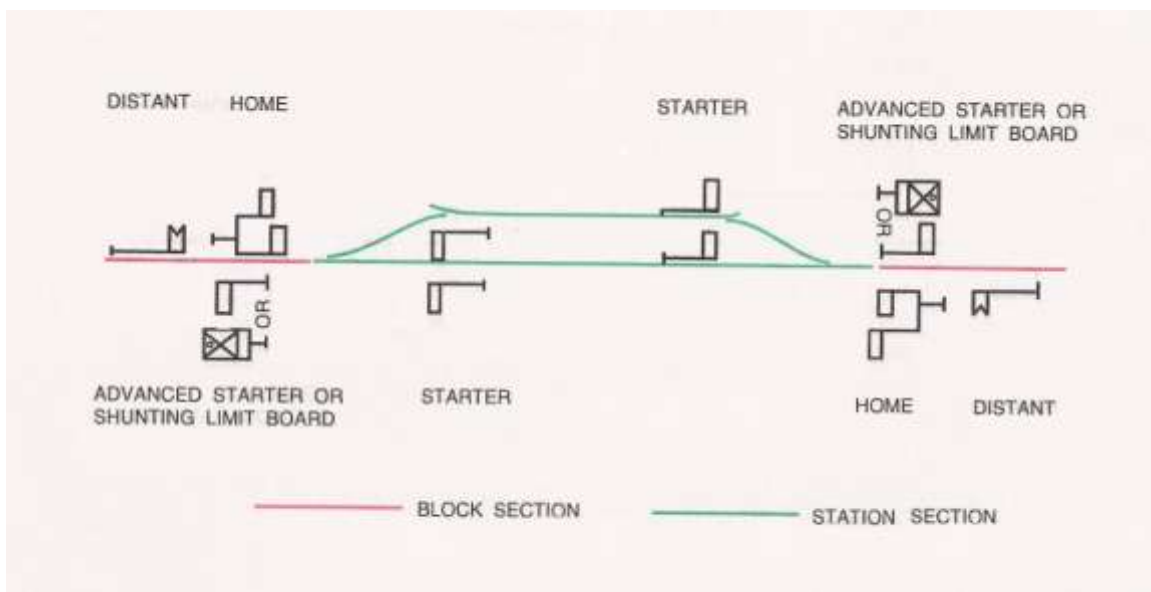 DISTANT HOME
STARTER
ADVANCED STARTER OR
SHUNTING LIMIT BOARD
OR
OR
ADVANCED STARTER OR
SHUNTING LIMIT BOARD
STARTER
HOME DISTANT
BLOCK SECTION
STATION SECTION